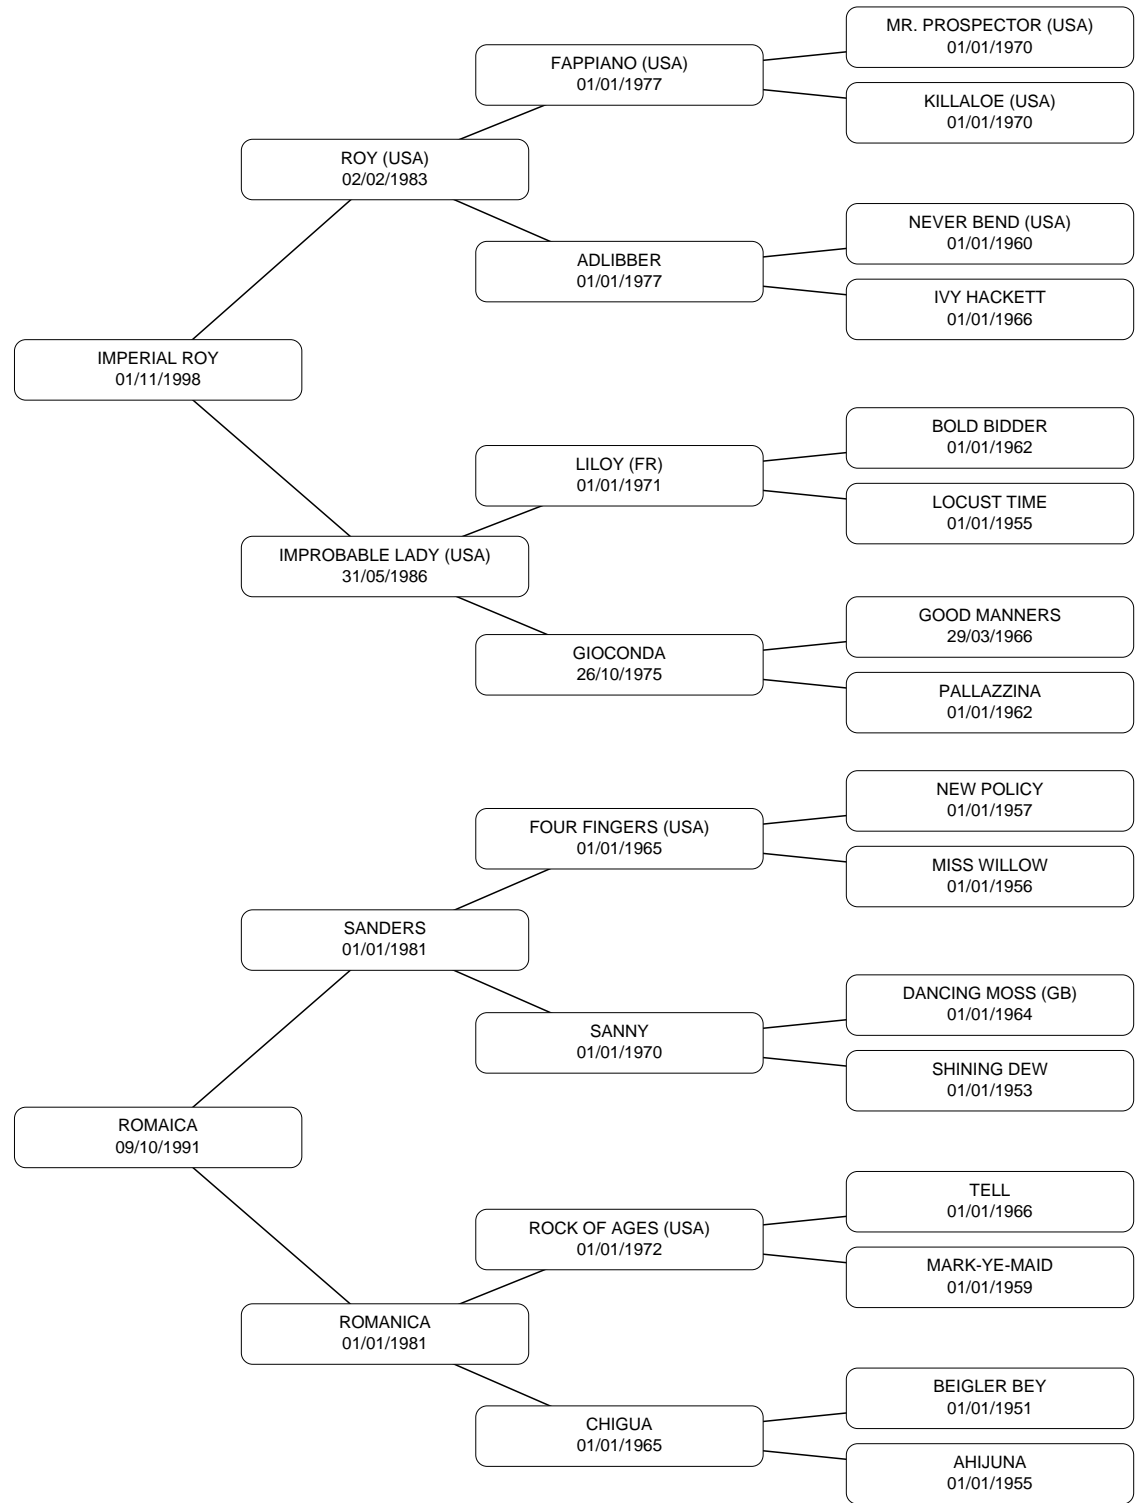 MR. PROSPECTOR (USA)
01/01/1970
FAPPIANO (USA)
01/01/1977
KILLALOE (USA)
01/01/1970
ROY (USA)
02/02/1983
NEVER BEND (USA)
01/01/1960
ADLIBBER
01/01/1977
IVY HACKETT
01/01/1966
IMPERIAL ROY
01/11/1998
BOLD BIDDER
01/01/1962
LILOY (FR)
01/01/1971
LOCUST TIME
01/01/1955
IMPROBABLE LADY (USA)
31/05/1986
GOOD MANNERS
29/03/1966
GIOCONDA
26/10/1975
PALLAZZINA
01/01/1962
NEW POLICY
01/01/1957
FOUR FINGERS (USA)
01/01/1965
MISS WILLOW
01/01/1956
SANDERS
01/01/1981
DANCING MOSS (GB)
01/01/1964
SANNY
01/01/1970
SHINING DEW
01/01/1953
ROMAICA
09/10/1991
TELL
01/01/1966
ROCK OF AGES (USA)
01/01/1972
MARK-YE-MAID
01/01/1959
ROMANICA
01/01/1981
BEIGLER BEY
01/01/1951
CHIGUA
01/01/1965
AHIJUNA
01/01/1955